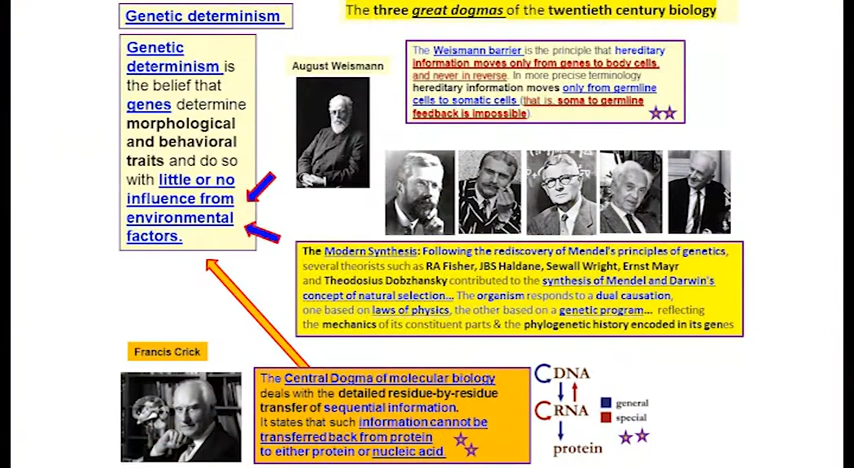 Genetic determinism
The three great dogmas of the twentieth century biology
Genetic
determinism is
the belief that
genes determine
morphological
and behavioral
traits and do so
with little or no
influence from
environmental
factors.
August Weismann
The Weismann barrier is the principle that hereditary
information moves only from genes to body cells,
and never in reverse. In more precise terminology
hereditary information moves only from germline
cells to somatic cells (that is, soma to germline
feedback is impossible).
The Modern Synthesis: Following the rediscovery of Mendel's principles of genetics,
several theorists such as RA Fisher, JBS Haldane, Sewall Wright, Ernst Mayr
and Theodosius Dobzhansky contributed to the synthesis of Mendel and Darwin's
concept of natural selection... The organism responds to a dual causation,
one based on laws of physics, the other based on a genetic program... reflecting
the mechanics of its constituent parts & the phylogenetic history encoded in its genes
Francis Crick
The Central Dogma of molecular biology
deals with the detailed residue-by-residue
transfer of sequential information.
It states that such information cannot be
transferred back from protein
to either protein or nucleic acid.
DNA
RNA
protein
general
special